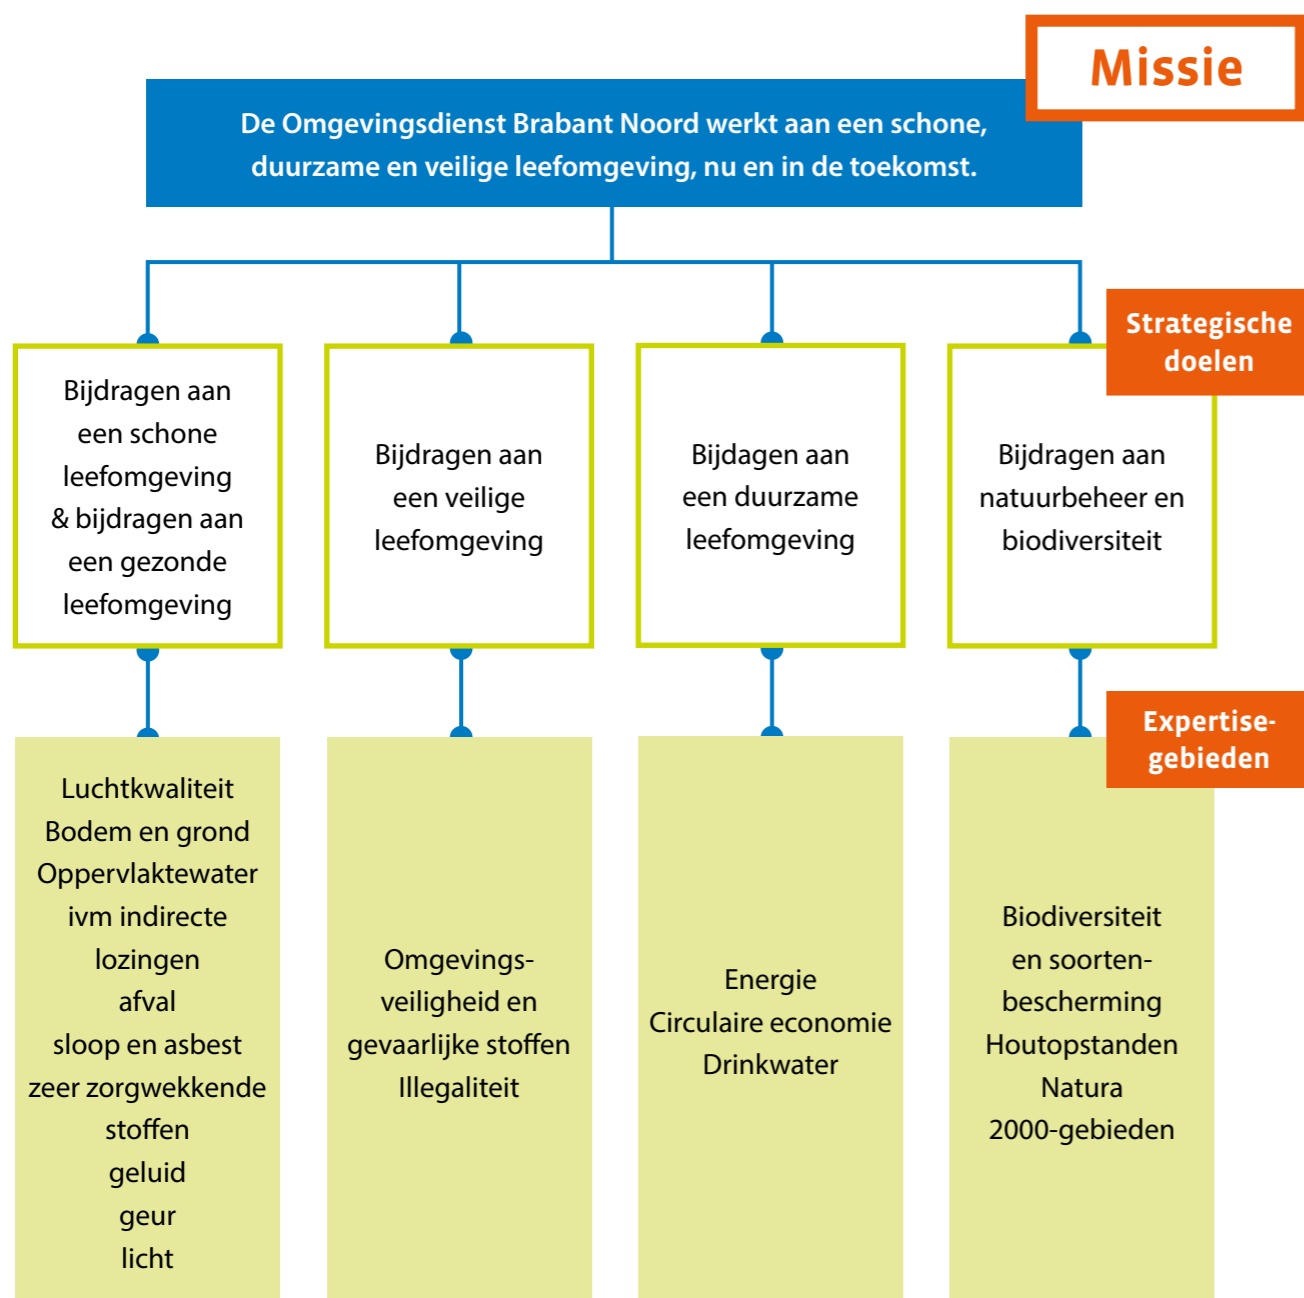 Missie
De Omgevingsdienst Brabant Noord werkt aan een schone,
duurzame en veilige leefomgeving, nu en in de toekomst.
Strategische
doelen
Bijdragen aan
een schone
leefomgeving
& bijdragen aan
een gezonde
leefomgeving
Bijdragen aan
een veilige
leefomgeving
Bijdagen aan
een duurzame
leefomgeving
Bijdragen aan
natuurbeheer en
biodiversiteit
Expertise-
gebieden
Luchtkwaliteit
Bodem en grond
Oppervlaktewater
ivm indirecte
lozingen
afval
sloop en asbest
zeer zorgwekkende
stoffen
geluid
geur
licht
Omgevings-
veiligheid en
gevaarlijke stoffen
Illegaliteit
Energie
Circulaire economie
Drinkwater
Biodiversiteit
en soorten-
bescherming
Houtopstanden
Natura
2000-gebieden